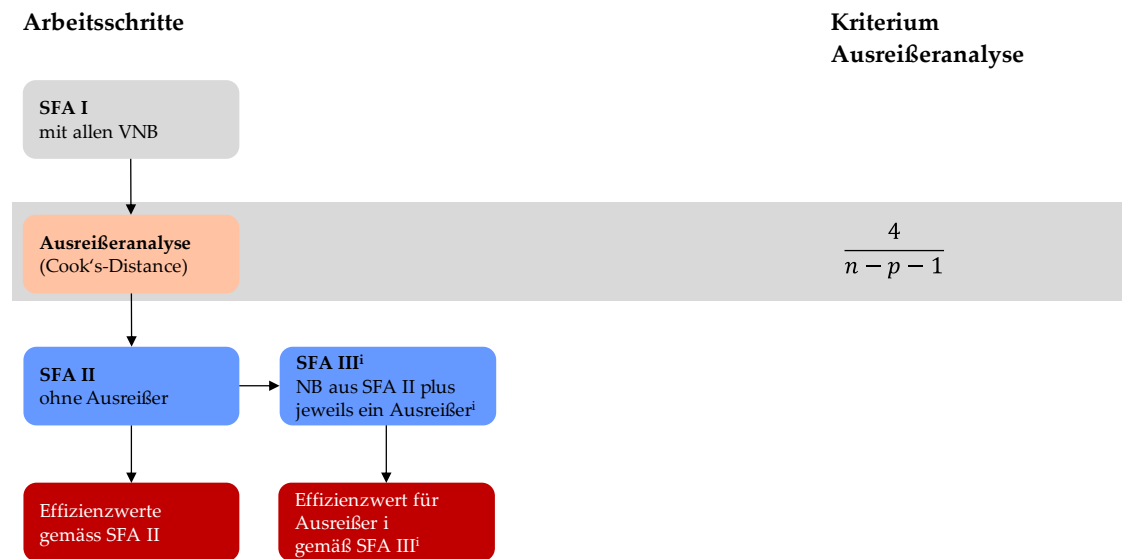 Arbeitsschritte
Kriterium
Ausreißeranalyse
SFA I
mit allen VNB
Ausreißeranalyse
(Cook‘s-Distance)
4
n − p − 1
SFA II
ohne Ausreißer
SFA IIIⁱ
NB aus SFA II plus
jeweils ein Ausreißerⁱ
Effizienzwerte
gemäss SFA II
Effizienzwert für
Ausreißer i
gemäß SFA IIIⁱ